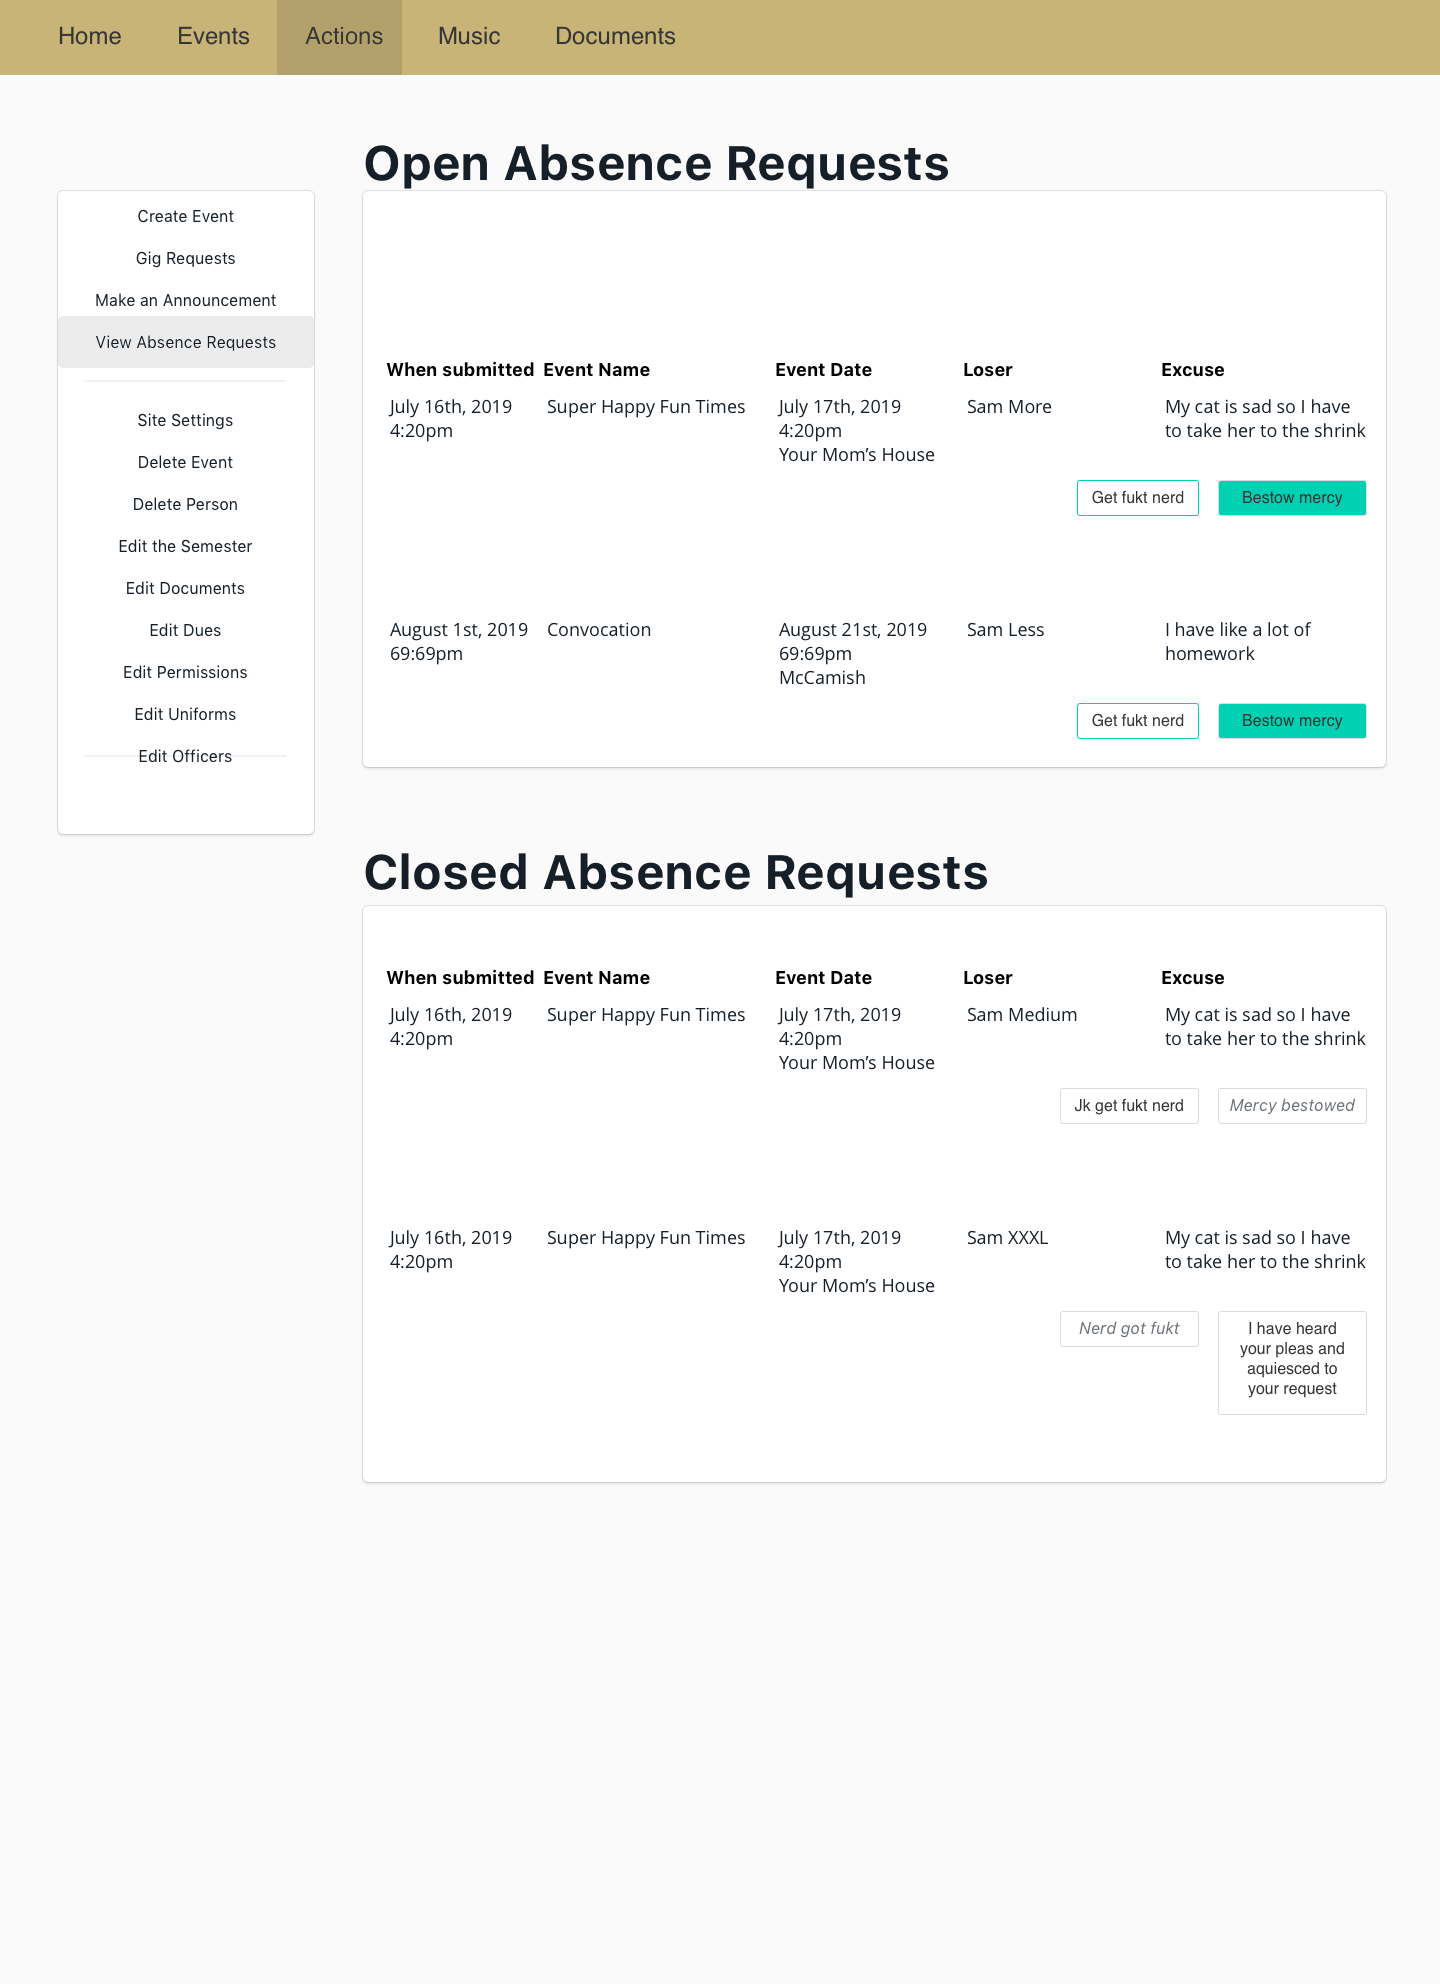 Home Events Actions Music Documents
Create Event
Gig Requests
Make an Announcement
View Absence Requests
Site Settings
Delete Event
Delete Person
Edit the Semester
Edit Documents
Edit Dues
Edit Permissions
Edit Uniforms
Edit Officers
Open Absence Requests
When submitted Event Name Event Date Loser Excuse
July 16th, 2019 Super Happy Fun Times July 17th, 2019 Sam More My cat is sad so I have
4:20pm 4:20pm to take her to the shrink
Your Mom’s House
Get fukt nerd Bestow mercy
August 1st, 2019 Convocation August 21st, 2019 Sam Less I have like a lot of
69:69pm 69:69pm homework
McCamish
Get fukt nerd Bestow mercy
Closed Absence Requests
When submitted Event Name Event Date Loser Excuse
July 16th, 2019 Super Happy Fun Times July 17th, 2019 Sam Medium My cat is sad so I have
4:20pm 4:20pm to take her to the shrink
Your Mom’s House
Jk get fukt nerd Mercy bestowed
July 16th, 2019 Super Happy Fun Times July 17th, 2019 Sam XXXL My cat is sad so I have
4:20pm 4:20pm to take her to the shrink
Your Mom’s House
Nerd got fukt I have heard
your pleas and
aquiesced to
your request